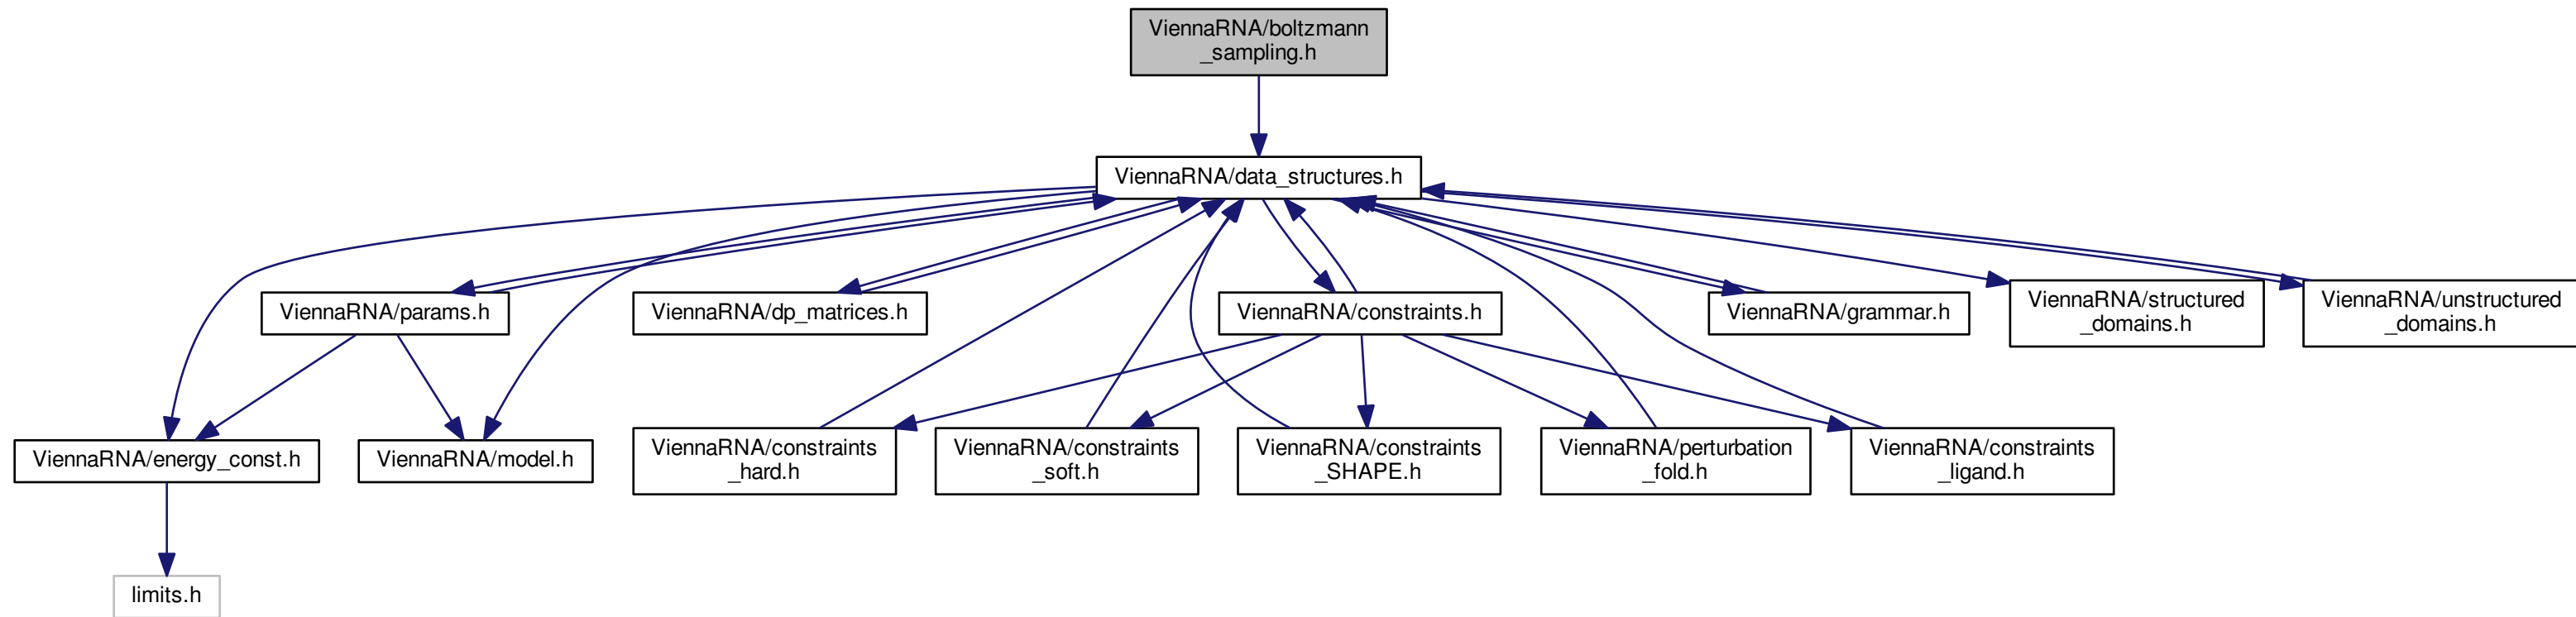 ViennaRNA/boltzmann
_sampling.h
ViennaRNA/data_structures.h
ViennaRNA/params.h
ViennaRNA/dp_matrices.h
ViennaRNA/constraints.h
ViennaRNA/grammar.h
ViennaRNA/structured
_domains.h
ViennaRNA/unstructured
_domains.h
ViennaRNA/energy_const.h
ViennaRNA/model.h
ViennaRNA/constraints
_hard.h
ViennaRNA/constraints
_soft.h
ViennaRNA/constraints
_SHAPE.h
ViennaRNA/perturbation
_fold.h
ViennaRNA/constraints
_ligand.h
limits.h